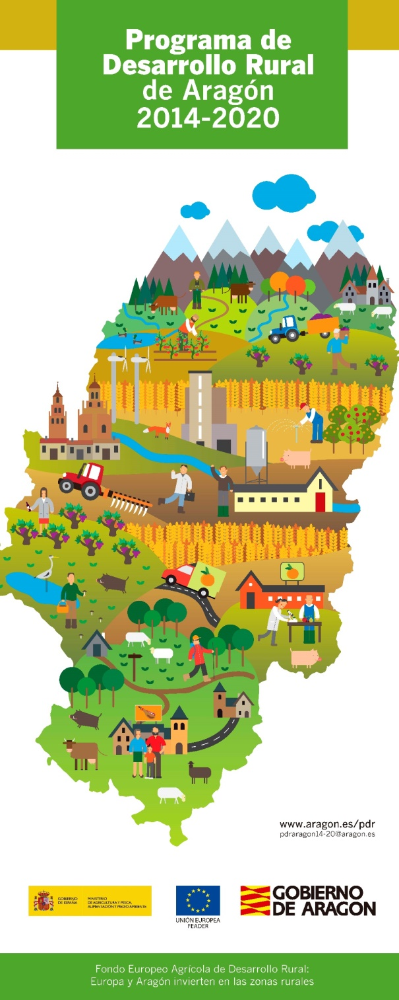 Programa de
Desarrollo Rural
de Aragón
2014-2020
www.aragon.es/pdr
pdraragon14-20@aragon.es
GOBIERNO
DE ESPAÑA
MINISTERIO
DE AGRICULTURA Y PESCA,
ALIMENTACIÓN Y MEDIO AMBIENTE
UNIÓN EUROPEA
FEADER
GOBIERNO
DE ARAGON
Fondo Europeo Agrícola de Desarrollo Rural:
Europa y Aragón invierten en las zonas rurales